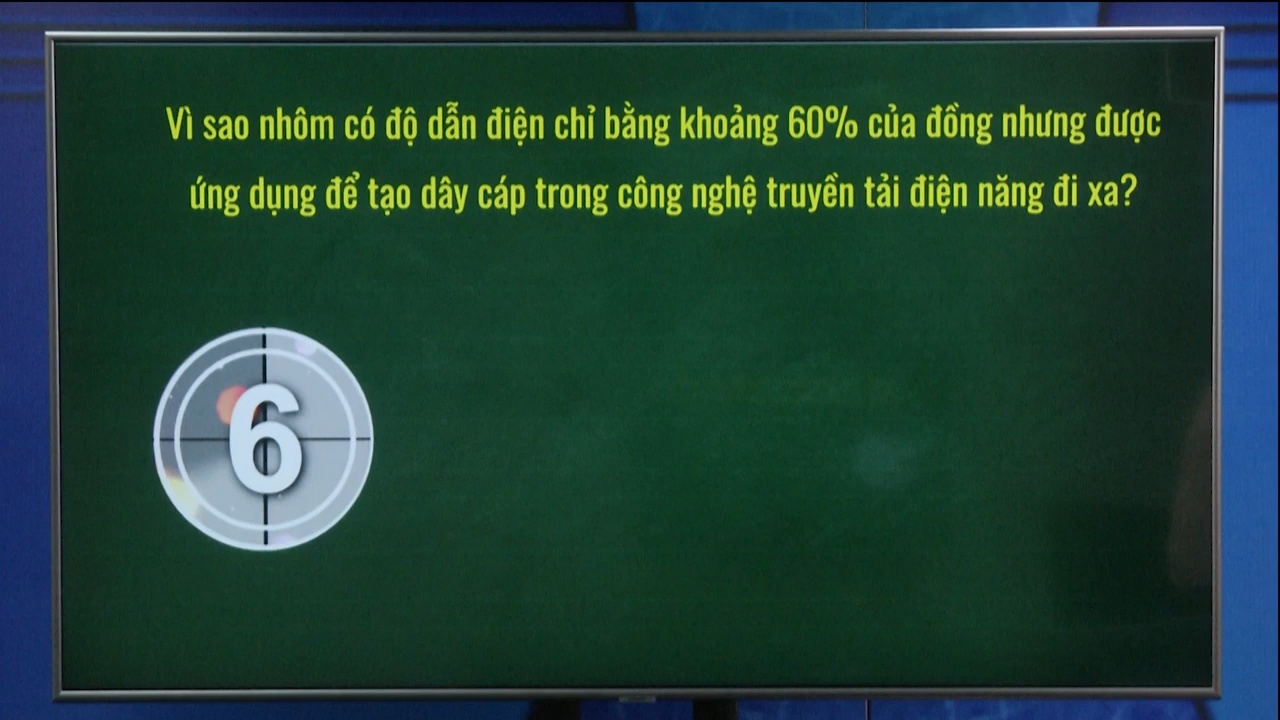 Vì sao nhôm có độ dẫn điện chỉ bằng khoảng 60% của đồng nhưng được
ứng dụng để tạo dây cáp trong công nghệ truyền tải điện năng đi xa?
6